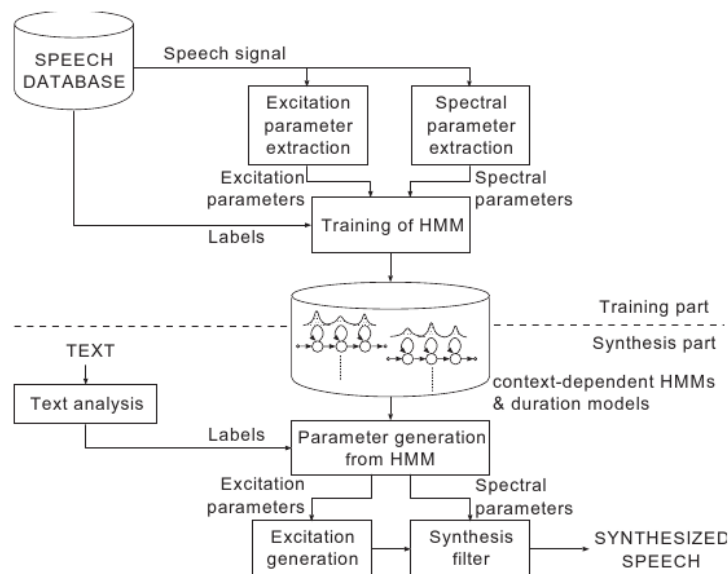 SPEECH
DATABASE
Speech signal
Excitation
parameter
extraction
Spectral
parameter
extraction
Excitation
parameters
Spectral
parameters
Labels
Training of HMM
Training part
Synthesis part
TEXT
context-dependent HMMs
& duration models
Text analysis
Labels
Parameter generation
from HMM
Excitation
parameters
Spectral
parameters
Excitation
generation
Synthesis
filter
SYNTHESIZED
SPEECH